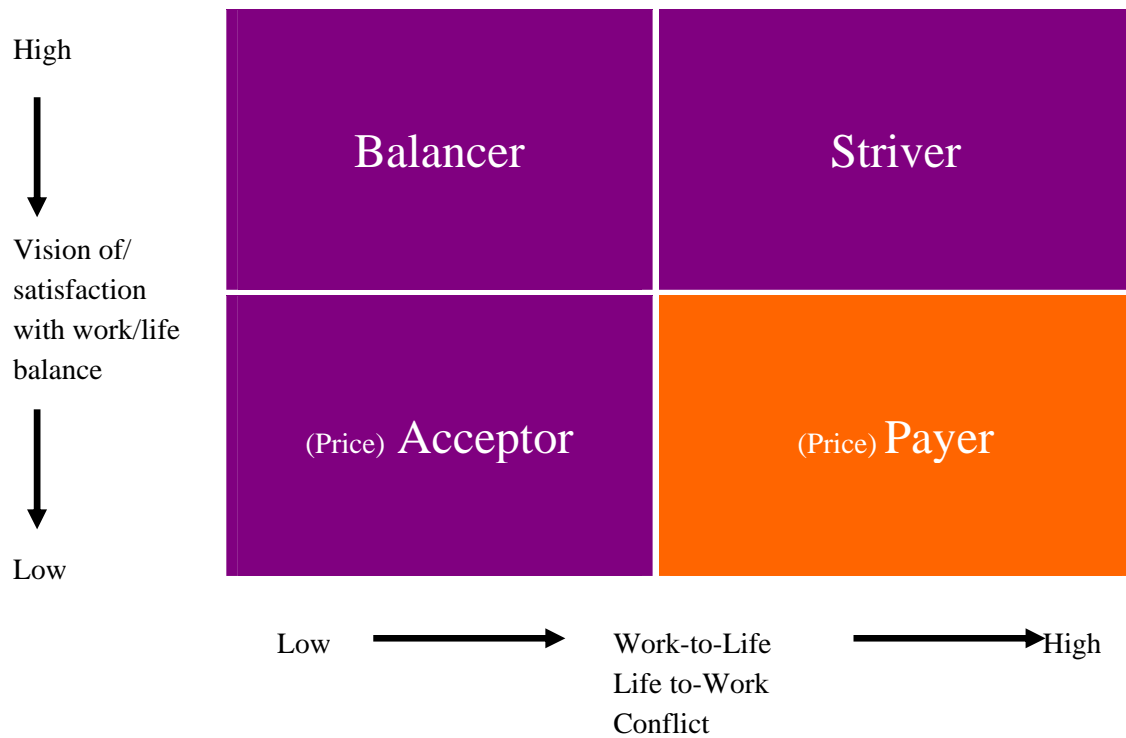 High
Balancer
Striver
Vision of/
satisfaction
with work/life
balance
(Price) Acceptor
(Price) Payer
Low
Low
Work-to-Life
High
Life to-Work
Conflict